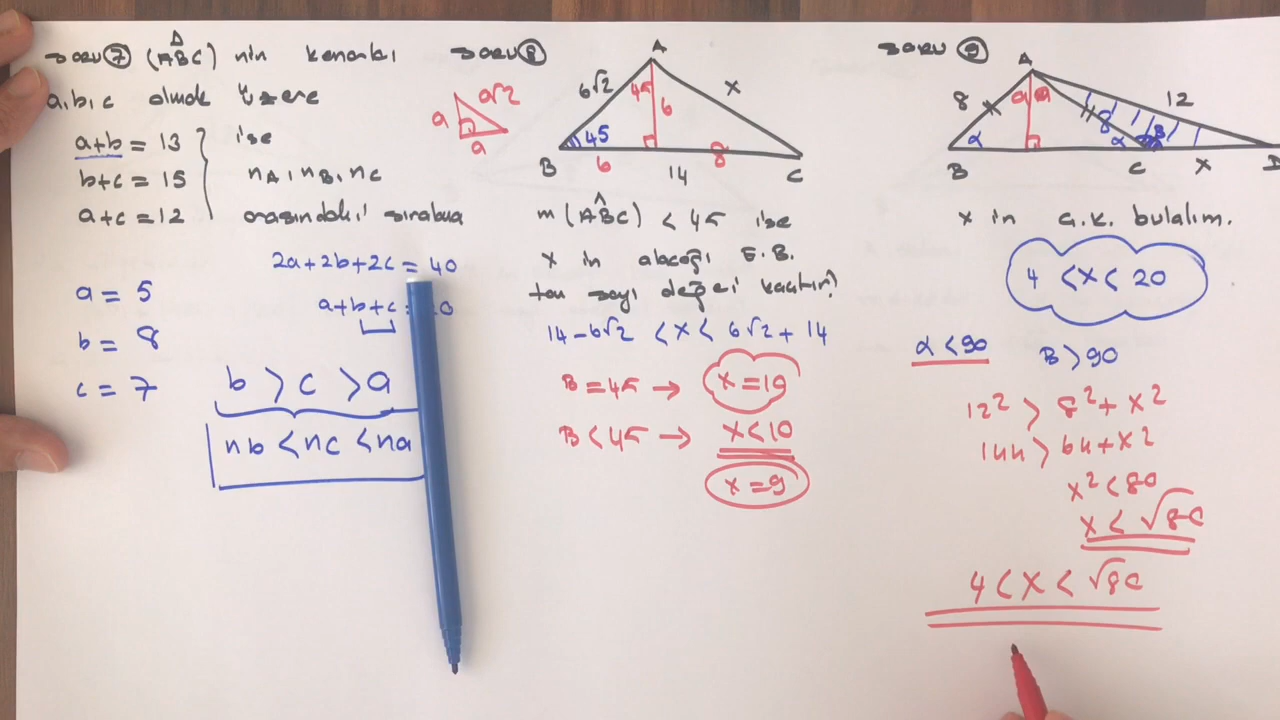 SORU 7 (ABC) nin kenarları
a,b,c olmak üzere
a+b = 13 ise
b+c = 15 nA, nB, nC
a+c = 12 arasındaki sıralama
2a+2b+2c = 40
a+b+c = 20
a = 5
b = 8
c = 7
b > c > a
nb < nc < na
SORU 8
A
6√2
x
45
6
45
B
6
8
14
C
a
a√2
a
m(ABC) < 45 ise
x in alacağı E.B.
tam sayı değeri kaçtır?
14-6√2 < x < 6√2 + 14
B = 45 → x = 10
B < 45 → x < 10
x = 9
SORU 9
A
8
a
a
8
12
α
α
B
B
C
x
D
x in a.k. bulalım.
4 < x < 20
α < 90 B > 90
12² > 8² + x²
144 > 64 + x²
x² < 80
x < √80
4 < x < √80